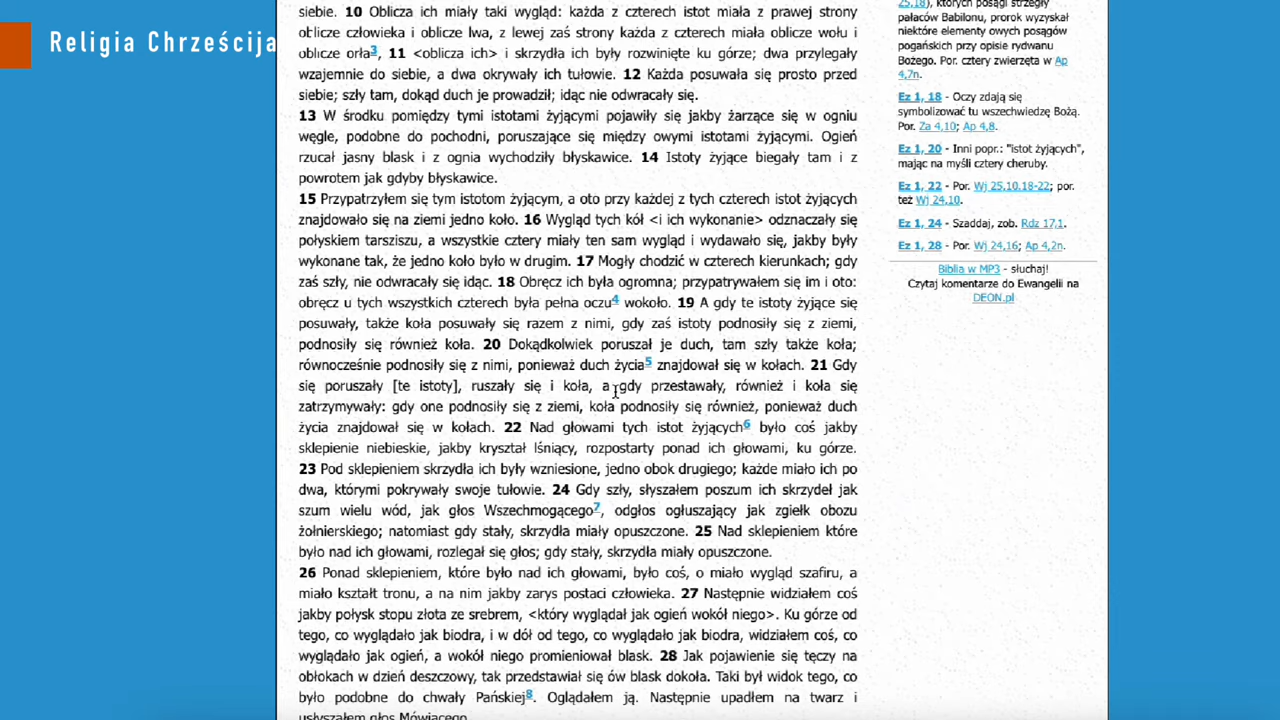 Religia Chrześcija
siebie. 10 Oblicza ich miały taki wygląd: każda z czterech istot miała z prawej strony
oblicze człowieka i oblicze lwa, z lewej zaś strony każda z czterech miała oblicze wołu i
oblicze orła3, 11 <oblicza ich> i skrzydła ich były rozwinięte ku górze; dwa przylegały
wzajemnie do siebie, a dwa okrywały ich tułowie. 12 Każda posuwała się prosto przed
siebie; szły tam, dokąd duch je prowadził; idąc nie odwracały się.
13 W środku pomiędzy tymi istotami żyjącymi pojawiły się jakby żarzące się w ogniu
węgle, podobne do pochodni, poruszające się między owymi istotami żyjącymi. Ogień
rzucał jasny blask i z ognia wychodziły błyskawice. 14 Istoty żyjące biegały tam i z
powrotem jak gdyby błyskawice.
15 Przypatrzyłem się tym istotom żyjącym, a oto przy każdej z tych czterech istot żyjących
znajdowało się na ziemi jedno koło. 16 Wygląd tych kół <i ich wykonanie> odznaczały się
połyskiem tarsziszu, a wszystkie cztery miały ten sam wygląd i wydawało się, jakby były
wykonane tak, że jedno koło było w drugim. 17 Mogły chodzić w czterech kierunkach; gdy
zaś szły, nie odwracały się idąc. 18 Obręcz ich była ogromna; przypatrywałem się im i oto:
obręcz u tych wszystkich czterech była pełna oczu4 wokoło. 19 A gdy te istoty żyjące się
posuwały, także koła posuwały się razem z nimi, gdy zaś istoty podnosiły się z ziemi,
podnosiły się również koła. 20 Dokądkolwiek poruszał je duch, tam szły także koła;
równocześnie podnosiły się z nimi, ponieważ duch życia5 znajdował się w kołach. 21 Gdy
się poruszały [te istoty], ruszały się i koła, a gdy przestawały, również i koła się
zatrzymywały: gdy one podnosiły się z ziemi, koła podnosiły się również, ponieważ duch
życia znajdował się w kołach. 22 Nad głowami tych istot żyjących6 było coś jakby
sklepienie niebieskie, jakby kryształ lśniący, rozpostarty ponad ich głowami, ku górze.
23 Pod sklepieniem skrzydła ich były wzniesione, jedno obok drugiego; każde miało ich po
dwa, którymi pokrywały swoje tułowie. 24 Gdy szły, słyszałem poszum ich skrzydeł jak
szum wielu wód, jak głos Wszechmogącego7, odgłos ogłuszający jak zgiełk obozu
żołnierskiego; natomiast gdy stały, skrzydła miały opuszczone. 25 Nad sklepieniem które
było nad ich głowami, rozlegał się głos; gdy stały, skrzydła miały opuszczone.
26 Ponad sklepieniem, które było nad ich głowami, było coś, o miało wygląd szafiru, a
miało kształt tronu, a na nim jakby zarys postaci człowieka. 27 Następnie widziałem coś
jakby połysk stopu złota ze srebrem, <który wyglądał jak ogień wokół niego>. Ku górze od
tego, co wyglądało jak biodra, i w dół od tego, co wyglądało jak biodra, widziałem coś, co
wyglądało jak ogień, a wokół niego promieniował blask. 28 Jak pojawienie się tęczy na
obłokach w dzień deszczowy, tak przedstawiał się ów blask dokoła. Taki był widok tego, co
było podobne do chwały Pańskiej8. Oglądałem ją. Następnie upadłem na twarz i
usłyszałem głos Mówiącego.
25,18), których posągi strzegły
pałaców Babilonu, prorok wyzyskał
niektóre elementy owych posągów
pogańskich przy opisie rydwanu
Bożego. Por. cztery zwierzęta w Ap
4,7n.
Ez 1, 18 - Oczy zdają się
symbolizować tu wszechwiedzę Bożą.
Por. Za 4,10; Ap 4,8.
Ez 1, 20 - Inni popr.: "istot żyjących",
mając na myśli cztery cheruby.
Ez 1, 22 - Por. Wj 25,10.18-22; por.
też Wj 24,10.
Ez 1, 24 - Szaddaj, zob. Rdz 17,1.
Ez 1, 28 - Por. Wj 24,16; Ap 4,2n.
Biblia w MP3 - słuchaj!
Czytaj komentarze do Ewangelii na
DEON.pl